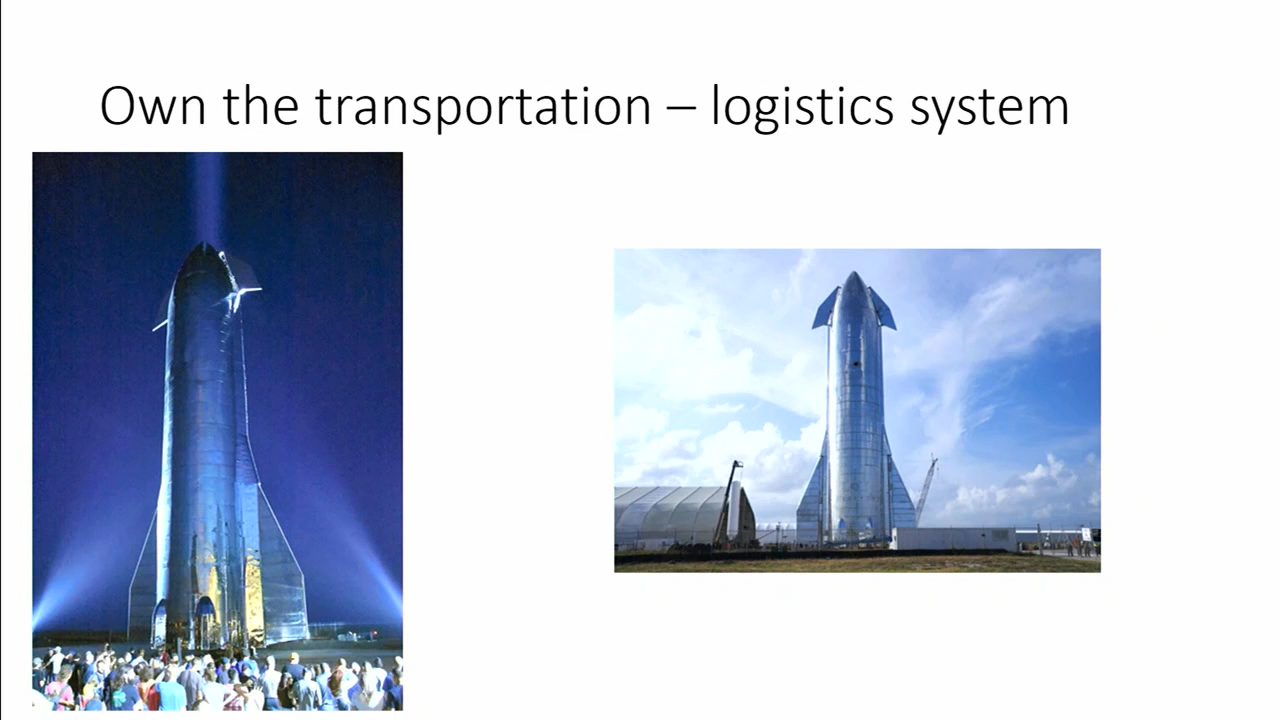 Own the transportation – logistics system